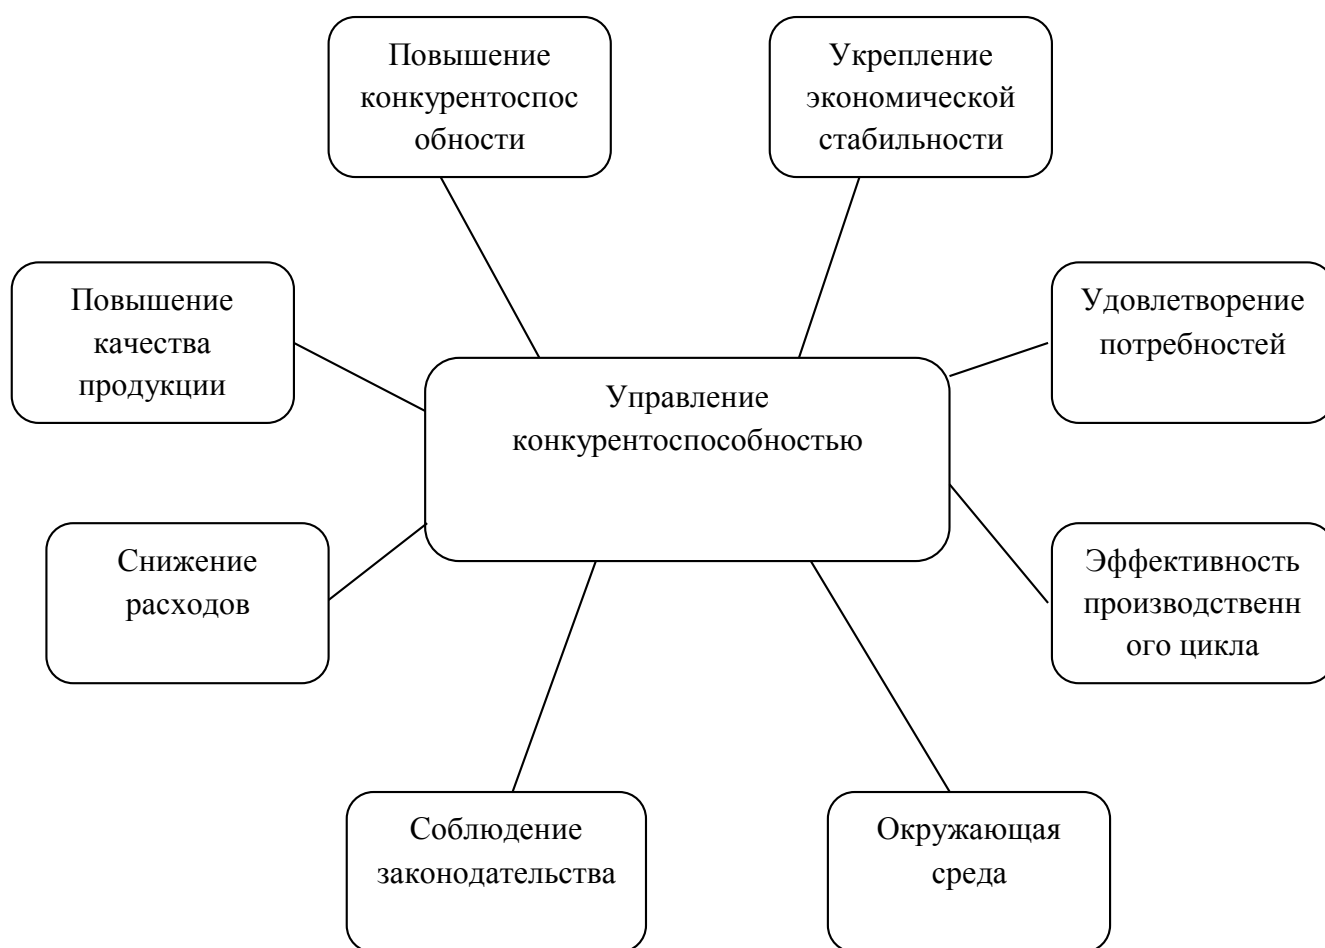 Повышение
конкурентоспос
обности
Укрепление
экономической
стабильности
Повышение
качества
продукции
Удовлетворение
потребностей
Управление
конкурентоспособностью
Снижение
расходов
Эффективность
производственн
ого цикла
Соблюдение
законодательства
Окружающая
среда